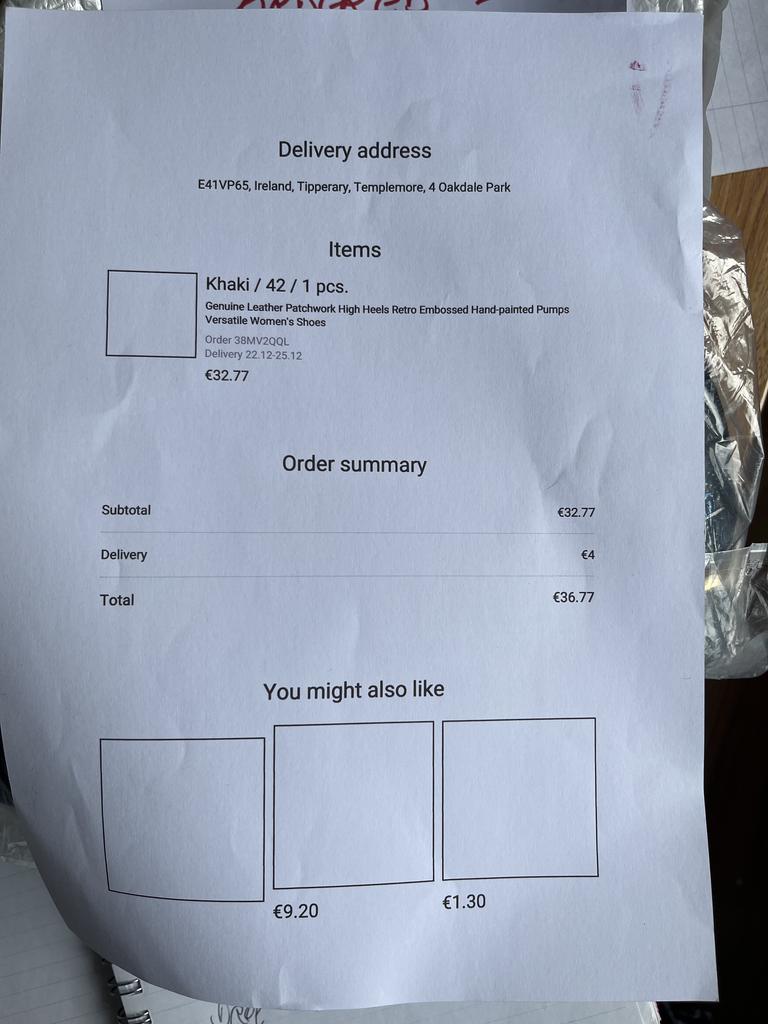 Delivery address
E41VP65, Ireland, Tipperary, Templemore, 4 Oakdale Park
Items
Khaki / 42 / 1 pcs.
Genuine Leather Patchwork High Heels Retro Embossed Hand-painted Pumps
Versatile Women's Shoes
Order 38MV2QQL
Delivery 22.12-25.12
€32.77
Order summary
Subtotal €32.77
Delivery €4
Total €36.77
You might also like
€9.20 €1.30